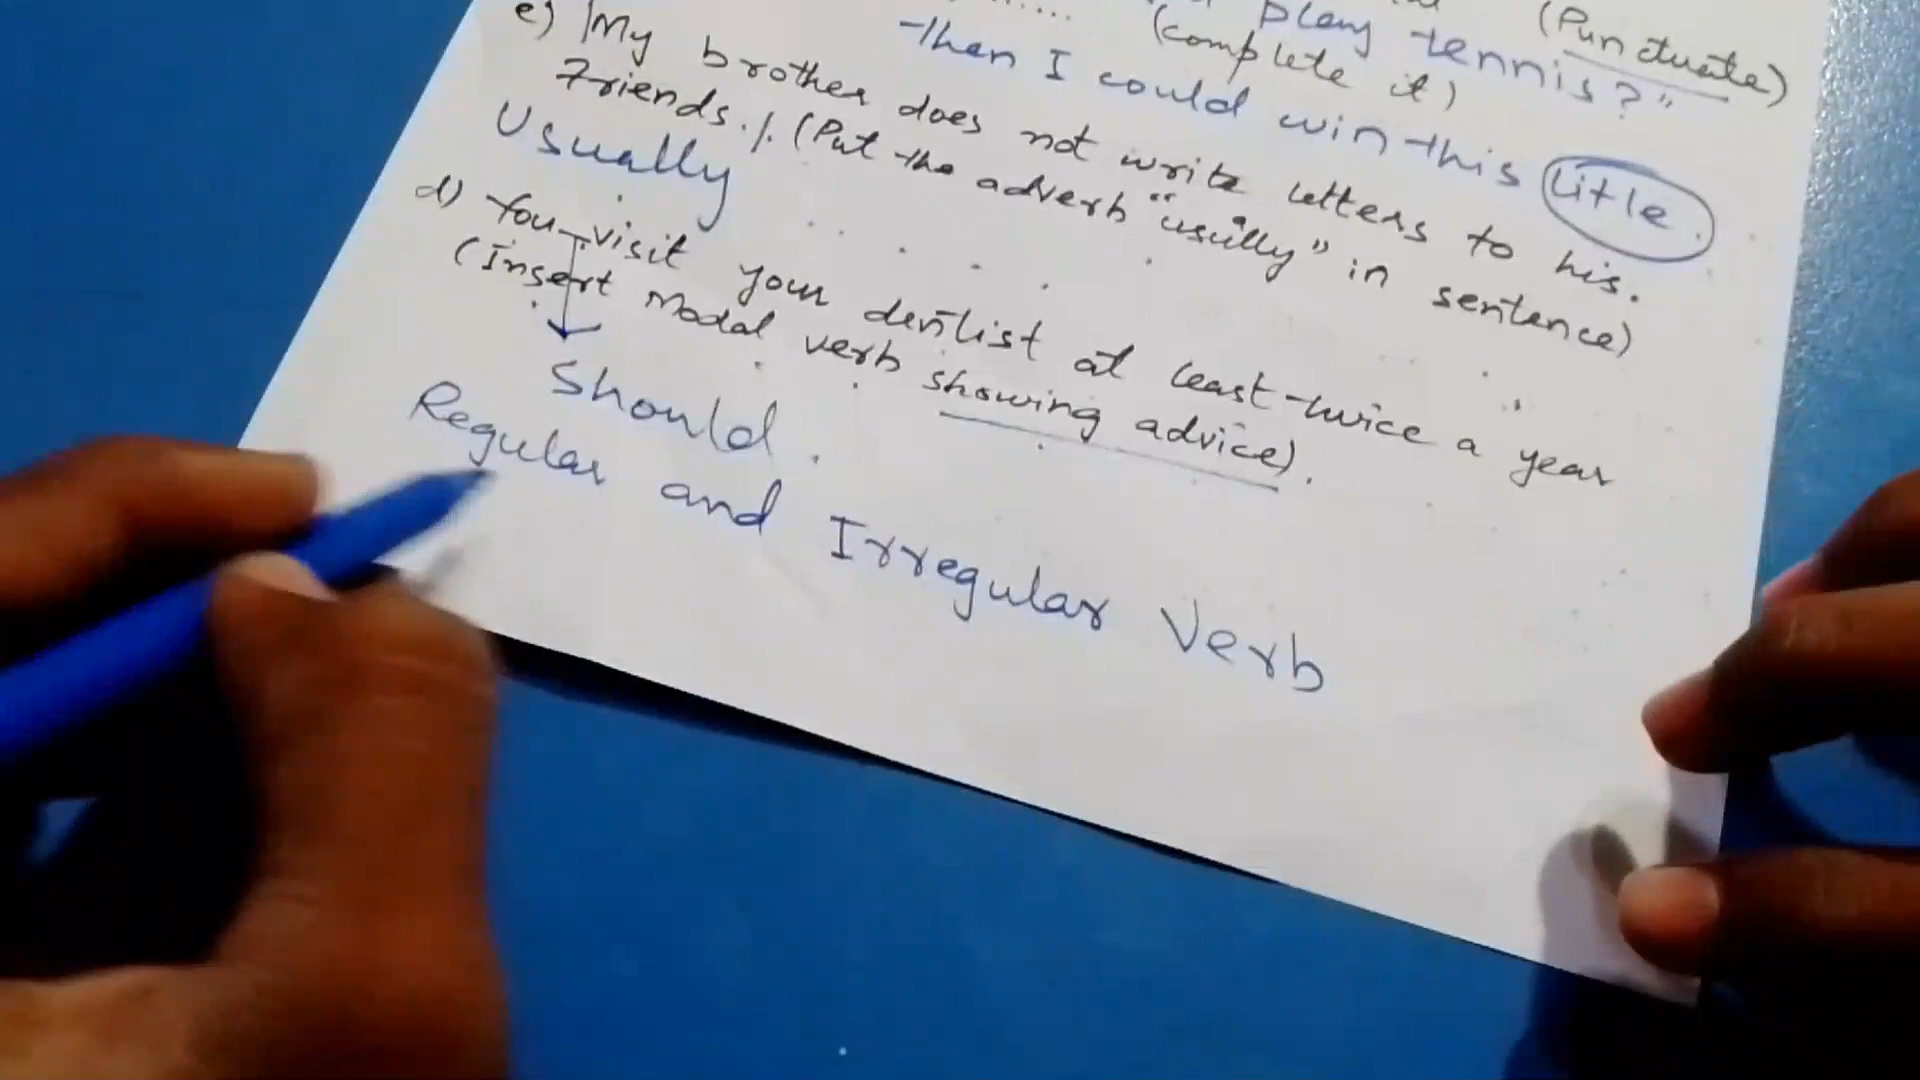 (Punctuate)
play tennis?"
(complete it)
then I could win this litle.
e) My brother does not write letters to his.
Friends. (Put the adverb "usully" in sentence)
Usually
d) You visit your dentist at least twice a year
(Insert Modal verb showing advice).
Should.
Regular and Irregular Verb